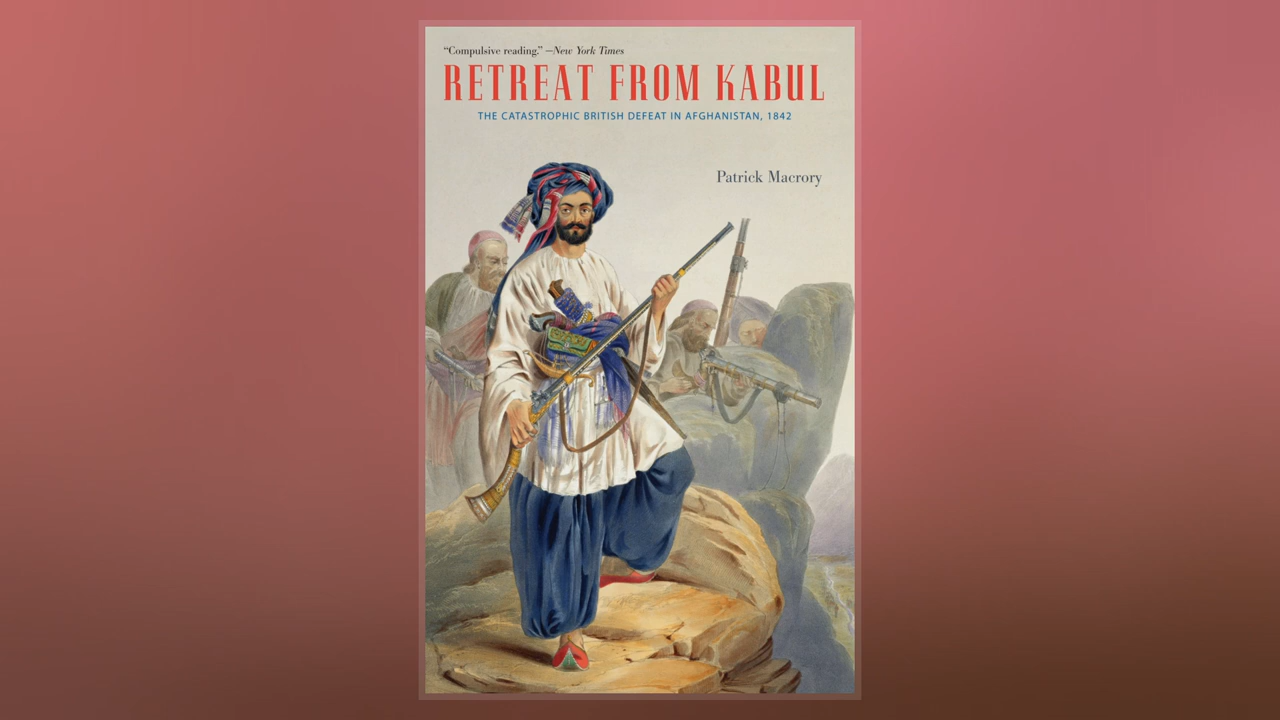 “Compulsive reading.” —New York Times
RETREAT FROM KABUL
THE CATASTROPHIC BRITISH DEFEAT IN AFGHANISTAN, 1842
Patrick Macrory